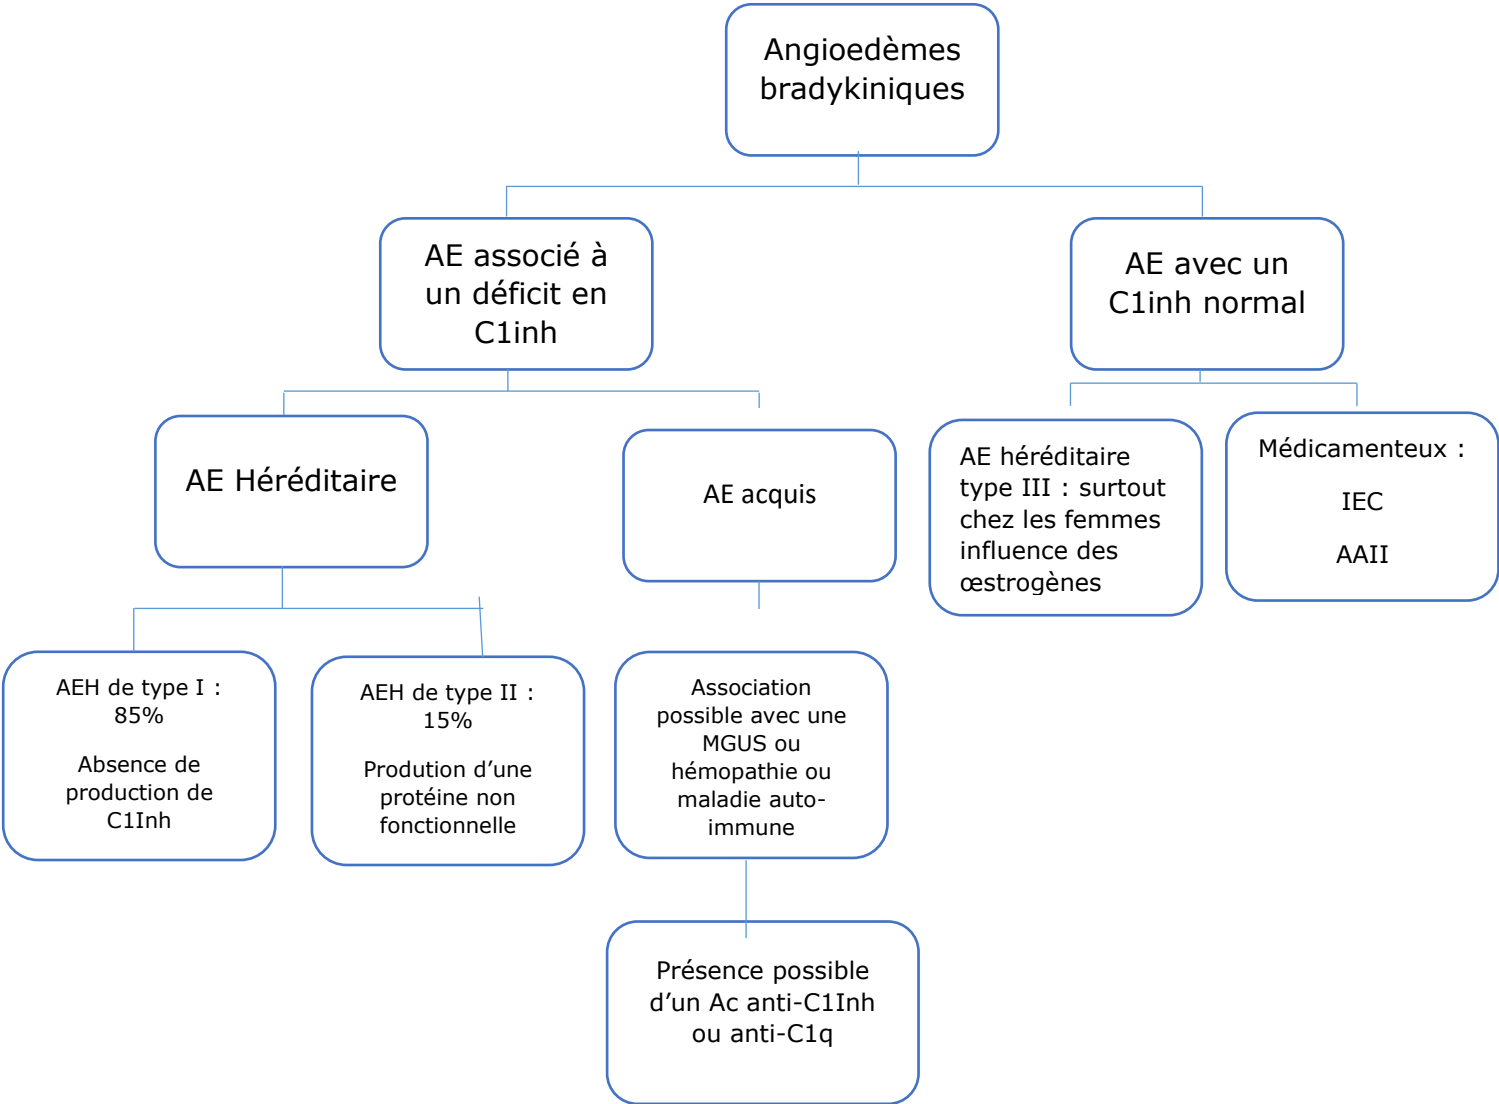 Angioedèmes
bradykiniques
AE associé à
un déficit en
C1inh
AE avec un
C1inh normal
AE Héréditaire
AE acquis
AE héréditaire
type III : surtout
chez les femmes
influence des
œstrogènes
Médicamenteux :
IEC
AAII
AEH de type I :
85%
Absence de
production de
C1Inh
AEH de type II :
15%
Prodution d’une
protéine non
fonctionnelle
Association
possible avec une
MGUS ou
hémopathie ou
maladie auto-
immune
Présence possible
d’un Ac anti-C1Inh
ou anti-C1q